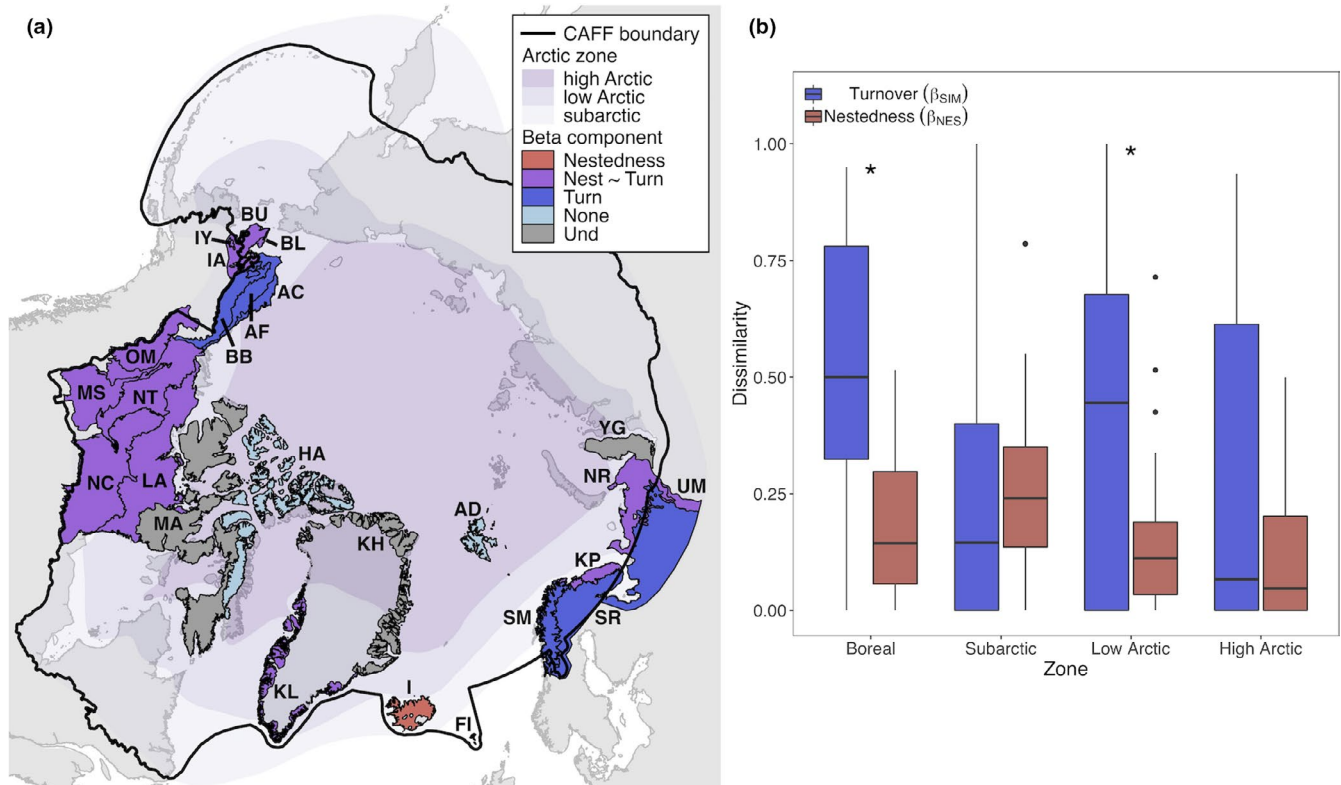 (a)
CAFF boundary
Arctic zone
high Arctic
low Arctic
subarctic
Beta component
Nestedness
Nest ~ Turn
Turn
None
Und
BU
IY
BL
IA
AC
AF
BB
OM
MS
NT
NC
LA
HA
MA
KH
AD
YG
NR
UM
KP
SM
SR
KL
I
FI
(b)
Turnover (βSIM)
Nestedness (βNES)
1.00
0.75
0.50
0.25
0.00
Dissimilarity
*
*
Boreal Subarctic Low Arctic High Arctic
Zone